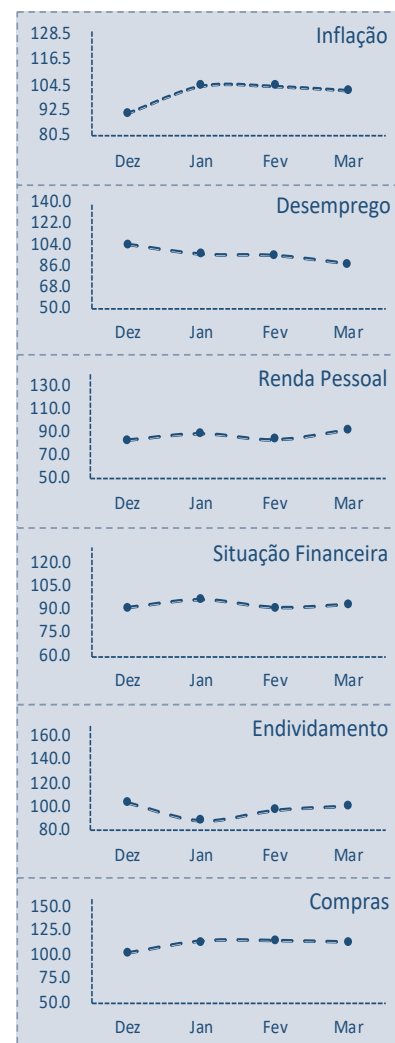 Inflação
128.5
116.5
104.5
92.5
80.5
Dez Jan Fev Mar
Desemprego
140.0
122.0
104.0
86.0
68.0
50.0
Dez Jan Fev Mar
Renda Pessoal
130.0
110.0
90.0
70.0
50.0
Dez Jan Fev Mar
Situação Financeira
120.0
105.0
90.0
75.0
60.0
Dez Jan Fev Mar
Endividamento
160.0
140.0
120.0
100.0
80.0
Dez Jan Fev Mar
Compras
150.0
125.0
100.0
75.0
50.0
Dez Jan Fev Mar